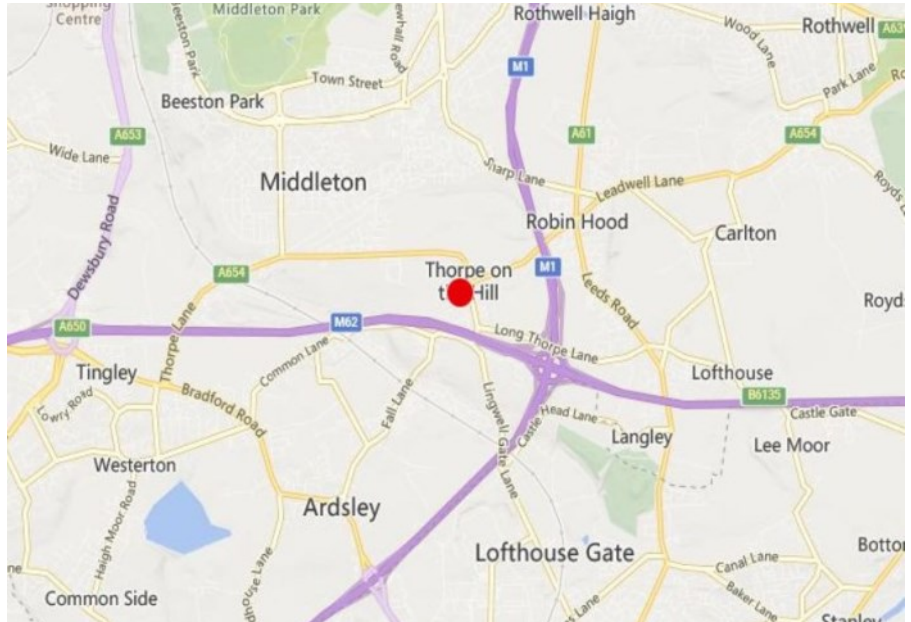 Shopping
Centre
Middleton Park
Rothwell Haigh
Wood Lane
Rothwell
M1
Town Street
Park Lane
Beeston Park
Beeston Park
A653
A61
A654
Wide Lane
Sharp Lane
Leadwell Lane
Middleton
Robin Hood
Carlton
Dewsbury Road
A654
Thorpe on
Hill
M1
Leeds Road
A650
M62
Thorpe Lane
Common Lane
Long Thorpe Lane
Tingley
Bradford Road
Lofthouse
B6135
Lowry Road
Fall Lane
Lingwell Gate Lane
Castle Head Lane
Castle Gate
Langley
Lee Moor
Westerton
Haigh Moor Road
Ardsley
Lofthouse Gate
Canal Lane
Baker Lane
Common Side
Stanley